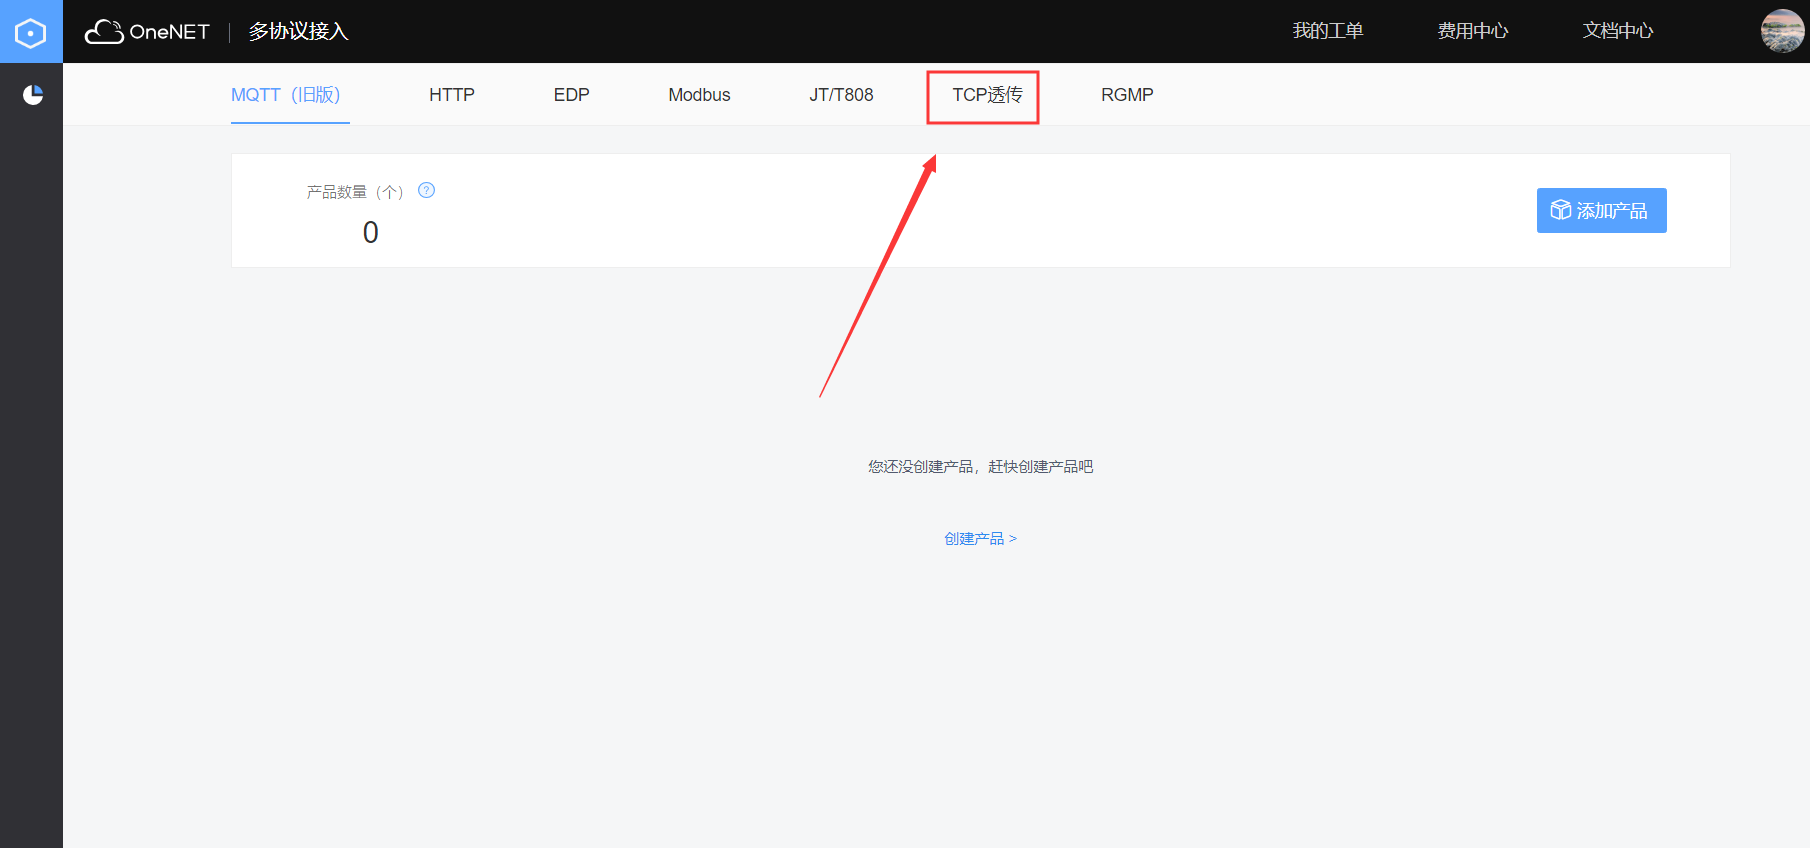 OneNET 多协议接入 我的工单 费用中心 文档中心
MQTT（旧版） HTTP EDP Modbus JT/T808 TCP透传 RGMP
产品数量（个） ?
0
添加产品
您还没创建产品，赶快创建产品吧
创建产品 >